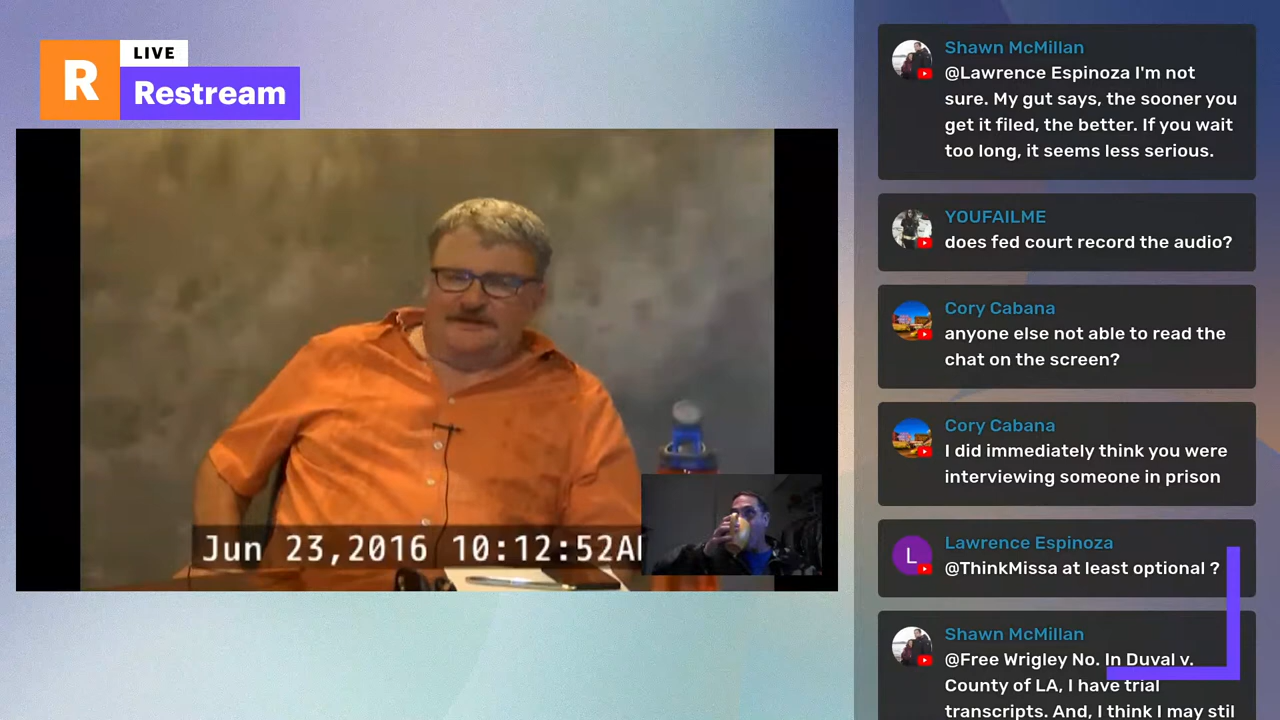 R
LIVE
Restream
Jun 23,2016 10:12:52A
Shawn McMillan
@Lawrence Espinoza I'm not
sure. My gut says, the sooner you
get it filed, the better. If you wait
too long, it seems less serious.
YOUFAILME
does fed court record the audio?
Cory Cabana
anyone else not able to read the
chat on the screen?
Cory Cabana
I did immediately think you were
interviewing someone in prison
L
Lawrence Espinoza
@ThinkMissa at least optional ?
Shawn McMillan
@Free Wrigley No. In Duval v.
County of LA, I have trial
transcripts. And, I think I may stil